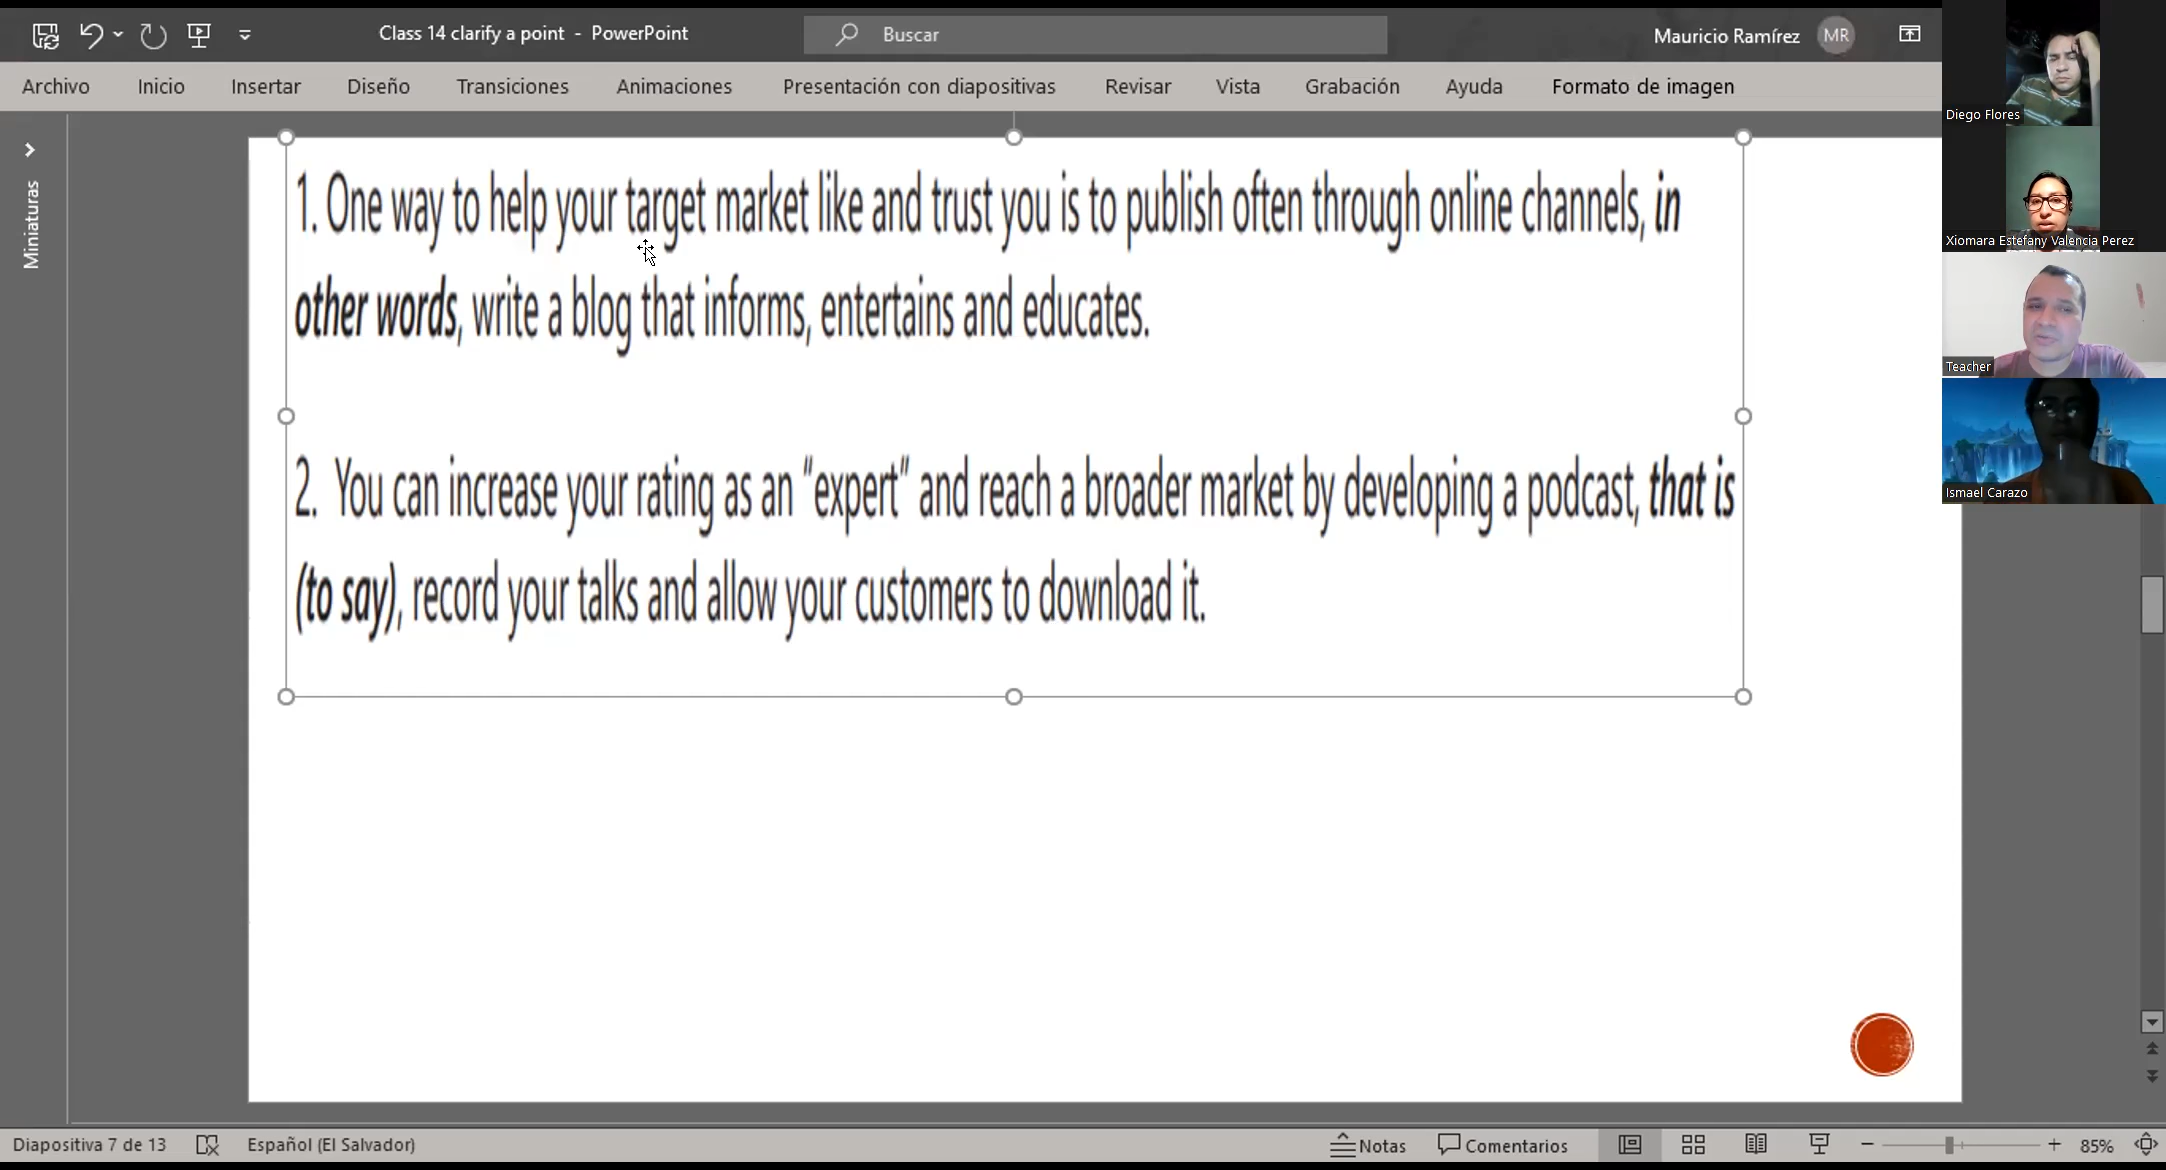 Class 14 clarify a point - PowerPoint
Buscar
Mauricio Ramírez
MR
Archivo Inicio Insertar Diseño Transiciones Animaciones Presentación con diapositivas Revisar Vista Grabación Ayuda Formato de imagen
Miniaturas
1. One way to help your target market like and trust you is to publish often through online channels, in
other words, write a blog that informs, entertains and educates.
2. You can increase your rating as an “expert” and reach a broader market by developing a podcast, that is
(to say), record your talks and allow your customers to download it.
Diego Flores
Xiomara Estefany Valencia Perez
Teacher
Ismael Carazo
Diapositiva 7 de 13 Español (El Salvador) Notas Comentarios 85%